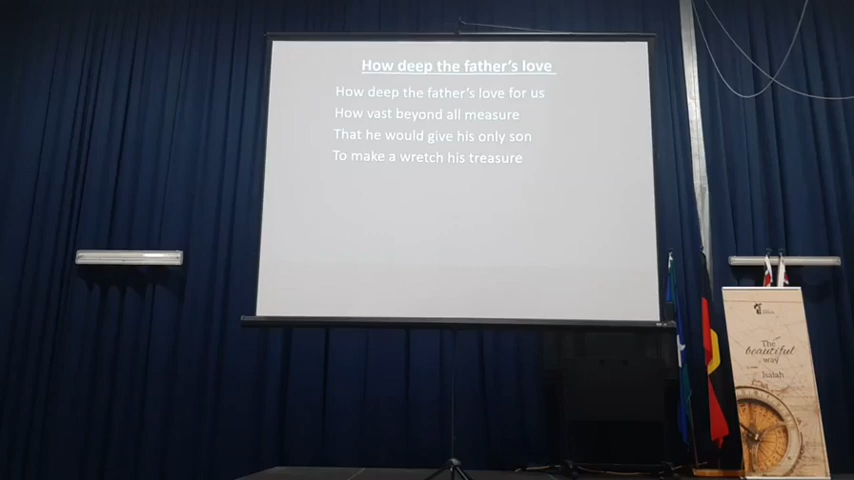 How deep the father's love
How deep the father's love for us
How vast beyond all measure
That he would give his only son
To make a wretch his treasure
The
beautiful
way
Isaiah